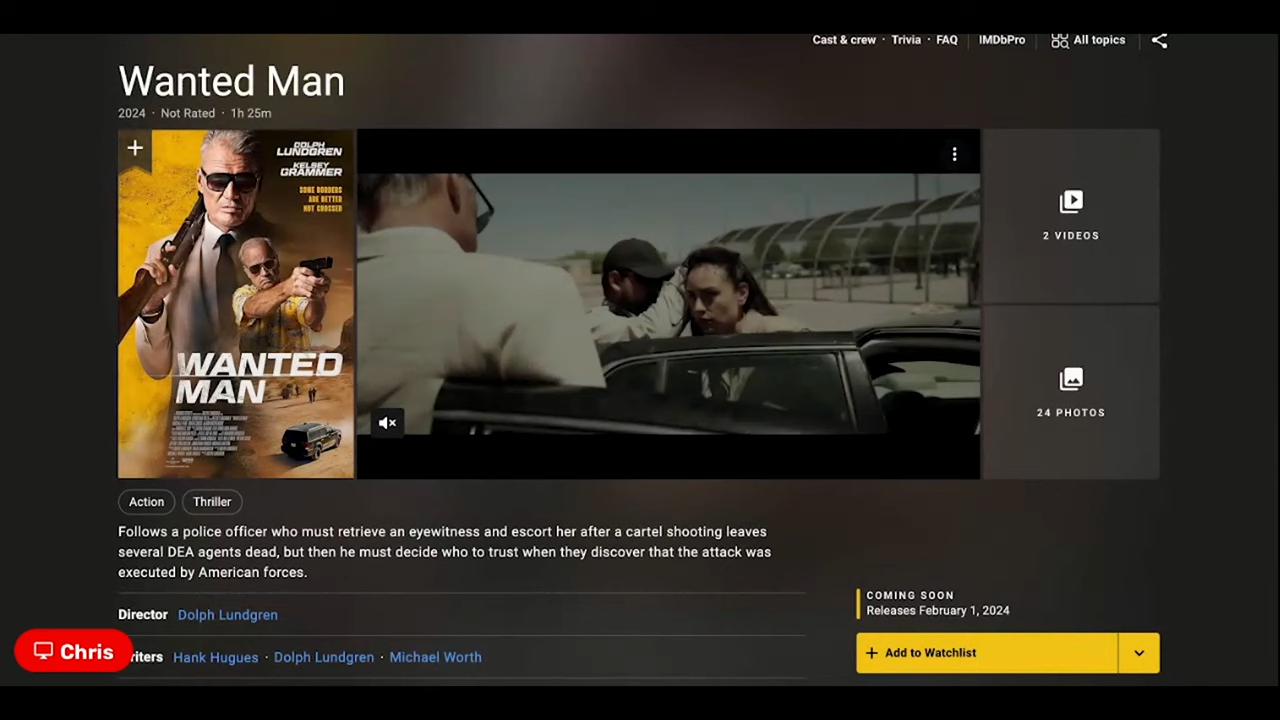 Cast & crew · Trivia · FAQ IMDbPro All topics
Wanted Man
2024 · Not Rated · 1h 25m
DOLPH
LUNDGREN
KELSEY
GRAMMER
SOME BORDERS
ARE BETTER
NOT CROSSED
WANTED
MAN
2 VIDEOS
24 PHOTOS
Action Thriller
Follows a police officer who must retrieve an eyewitness and escort her after a cartel shooting leaves
several DEA agents dead, but then he must decide who to trust when they discover that the attack was
executed by American forces.
COMING SOON
Releases February 1, 2024
Director Dolph Lundgren
Add to Watchlist
Chris
riters Hank Hugues · Dolph Lundgren · Michael Worth